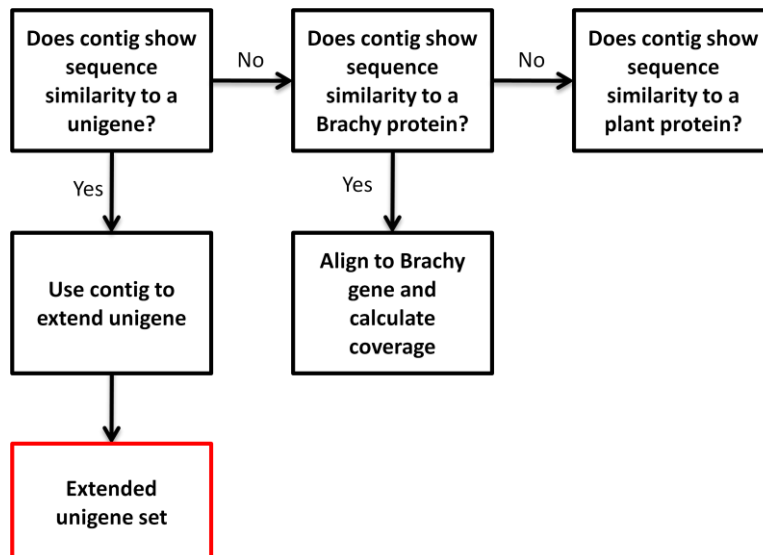 Does contig show
sequence
similarity to a
unigene?
No
Does contig show
sequence
similarity to a
Brachy protein?
No
Does contig show
sequence
similarity to a
plant protein?
Yes
Yes
Use contig to
extend unigene
Align to Brachy
gene and
calculate
coverage
Extended
unigene set